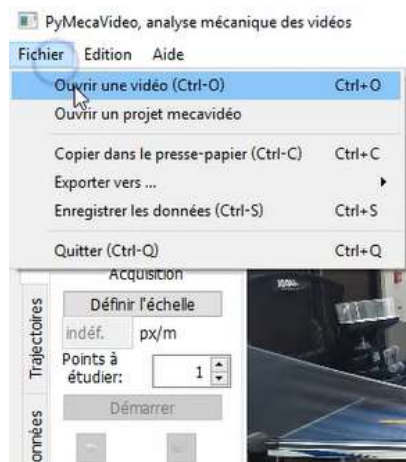 PyMecaVideo, analyse mécanique des vidéos
Fichier Edition Aide
Ouvrir une vidéo (Ctrl-O) Ctrl+O
Ouvrir un projet mecavidéo
Copier dans le presse-papier (Ctrl-C) Ctrl+C
Exporter vers ...
Enregistrer les données (Ctrl-S) Ctrl+S
Quitter (Ctrl-Q) Ctrl+Q
Acquisition
Définir l'échelle
indéf. px/m
Points à
étudier: 1
Démarrer
Trajectoires
onnées